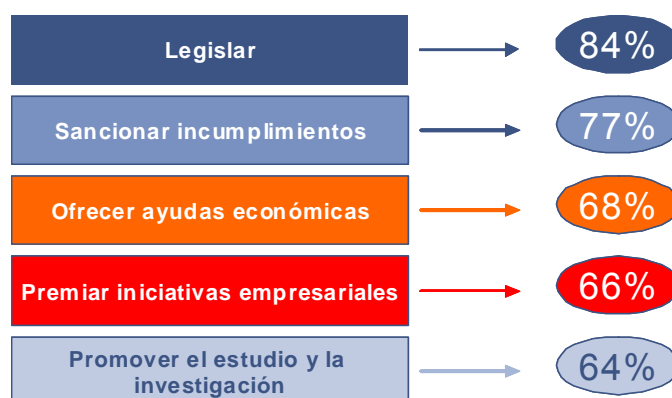 Legislar
84%
Sancionar incumplimientos
77%
Ofrecer ayudas económicas
68%
Premiar iniciativas empresariales
66%
Promover el estudio y la
investigación
64%